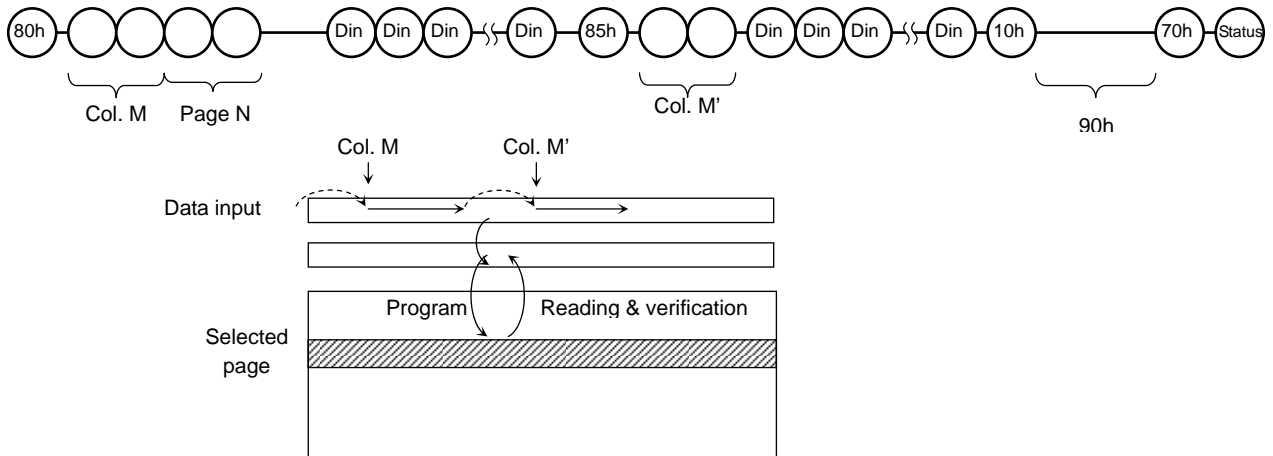 80h Din Din Din Din 85h Din Din Din Din 10h 70h Status
Col. M Page N Col. M’
90h
Col. M Col. M’
Data input
Program Reading & verification
Selected
page